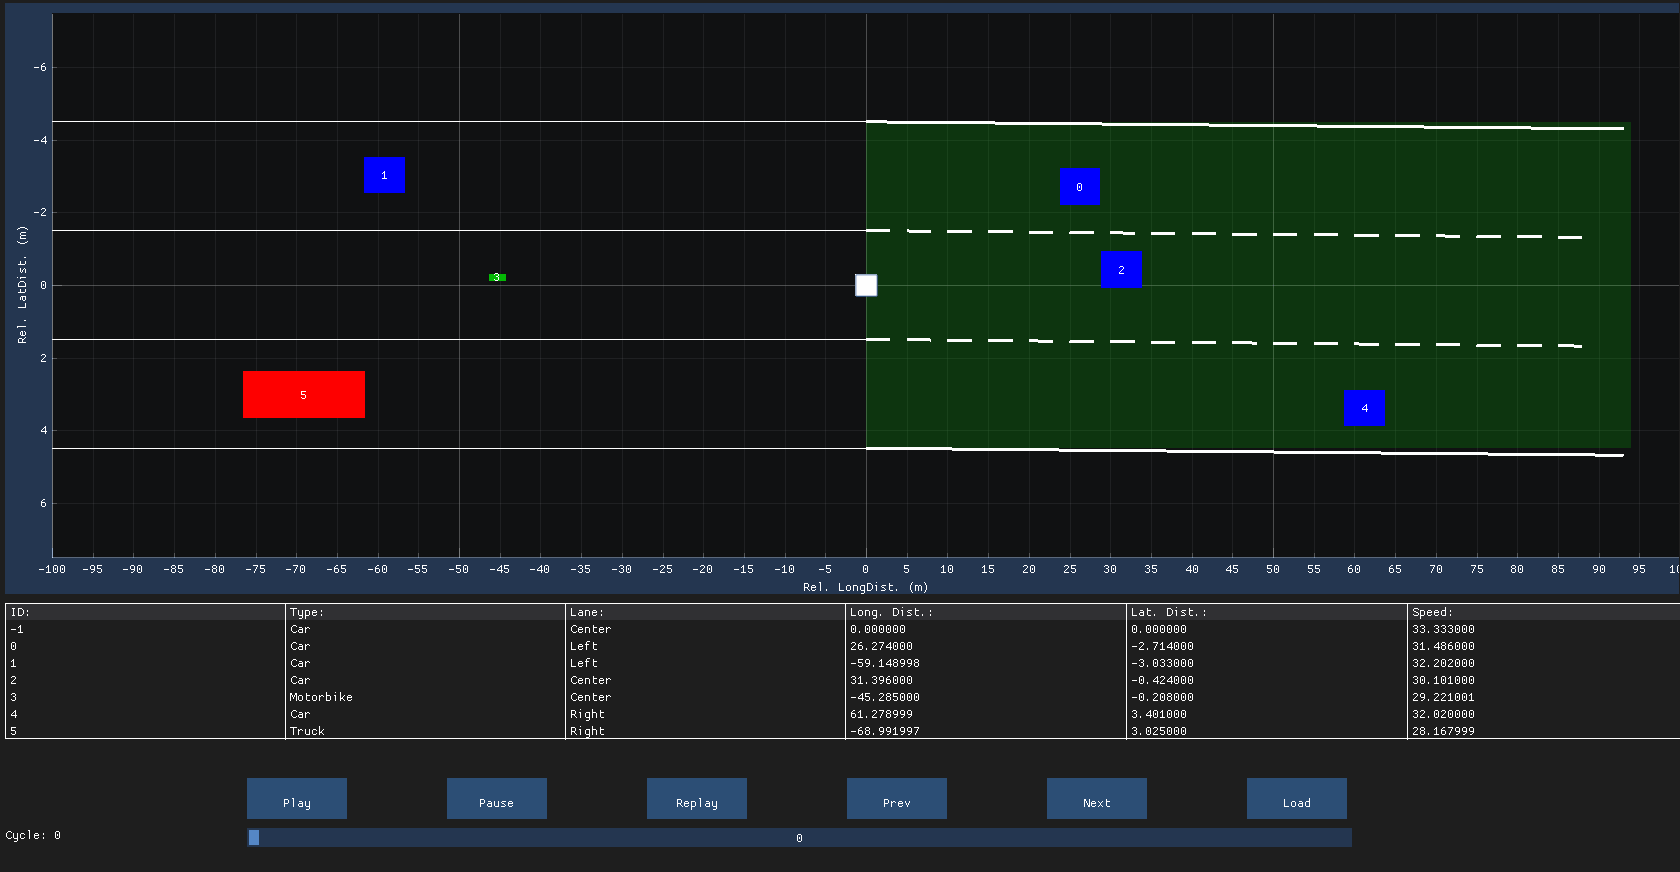 -6
-4
1
0
-2
3
2
0
2
5
4
4
6
Rel. LatDist. (m)
-100 -95 -90 -85 -80 -75 -70 -65 -60 -55 -50 -45 -40 -35 -30 -25 -20 -15 -10 -5 0 5 10 15 20 25 30 35 40 45 50 55 60 65 70 75 80 85 90 95
Rel. LongDist. (m)
ID: Type: Lane: Long. Dist.: Lat. Dist.: Speed:
-1 Car Center 0.000000 0.000000 33.333000
0 Car Left 26.274000 -2.714000 31.486000
1 Car Left -59.148998 -3.033000 32.202000
2 Car Center 31.396000 -0.424000 30.101000
3 Motorbike Center -45.285000 -0.208000 29.221001
4 Car Right 61.278999 3.401000 32.020000
5 Truck Right -68.991997 3.025000 28.167999
Play Pause Replay Prev Next Load
Cycle: 0 0